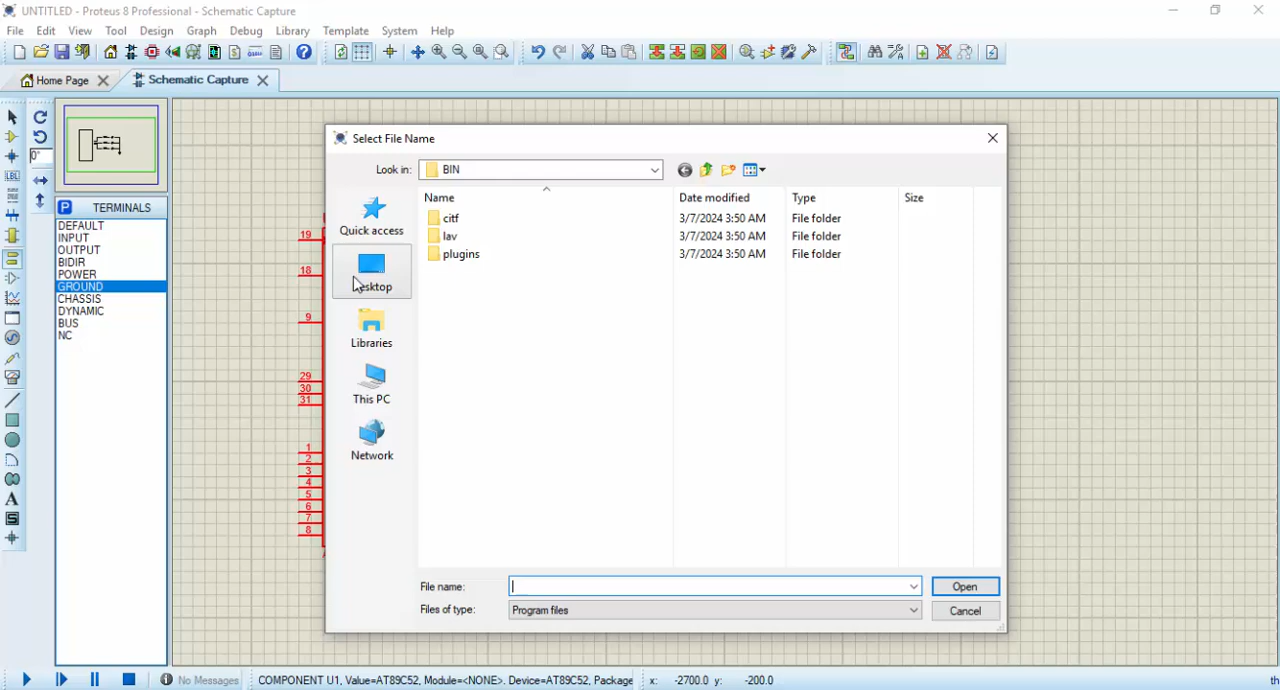 UNTITLED - Proteus 8 Professional - Schematic Capture
File Edit View Tool Design Graph Debug Library Template System Help
Home Page
Schematic Capture
0°
LBL
P TERMINALS
DEFAULT
INPUT
OUTPUT
BIDIR
POWER
GROUND
CHASSIS
DYNAMIC
BUS
NC
A
S
19
18
9
29
30
31
1
2
3
4
5
6
7
8
Select File Name
Look in: BIN
Quick access
Desktop
Libraries
This PC
Network
Name Date modified Type Size
citf 3/7/2024 3:50 AM File folder
lav 3/7/2024 3:50 AM File folder
plugins 3/7/2024 3:50 AM File folder
File name: Open
Files of type: Program files Cancel
No Messages COMPONENT U1, Value=AT89C52, Module=<NONE>. Device=AT89C52, Package x: -2700.0 y: -200.0 th